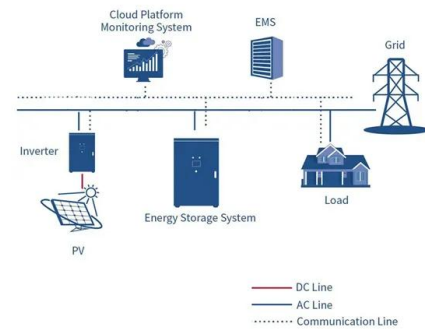 Cloud Platform
Monitoring System
EMS
Grid
Inverter
Energy Storage System
Load
PV
DC Line
AC Line
Communication Line